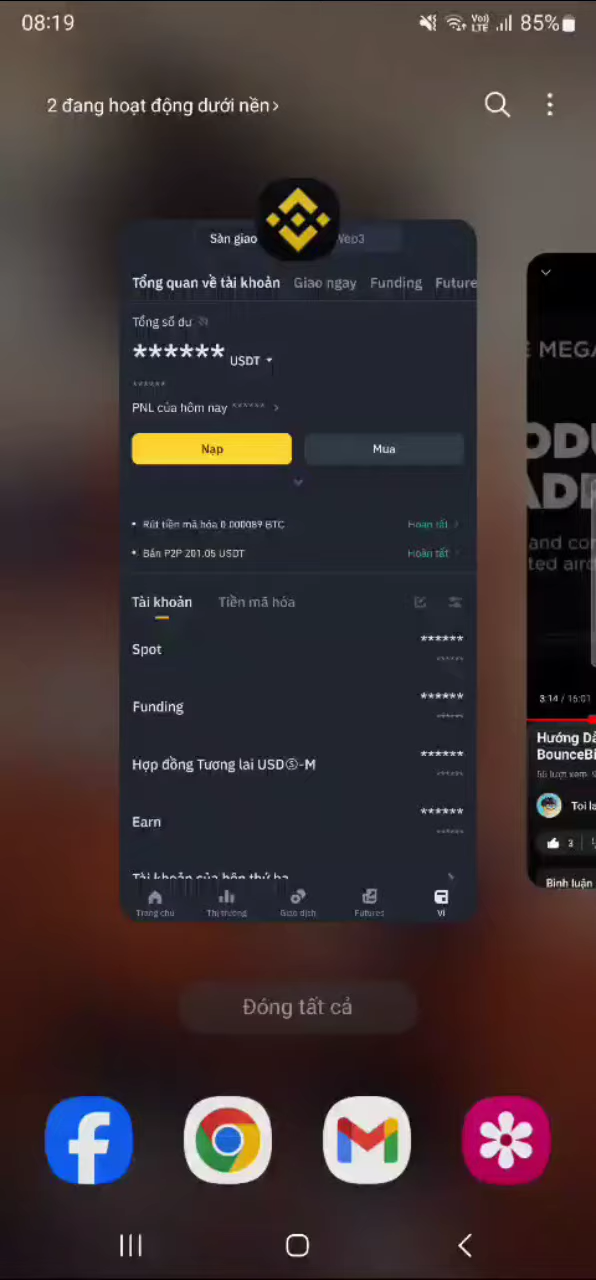 08:19
Vo))
LTE
85%
2 đang hoạt động dưới nền>
Sàn giao
Web3
Tổng quan về tài khoản Giao ngay Funding Future
Tổng số dư
****** USDT
******
PNL của hôm nay ****** >
Nạp Mua
• Rút tiền mã hóa 0.000089 BTC Hoàn tất >
• Bán P2P 201.05 USDT Hoàn tất >
Tài khoản Tiền mã hóa
Spot ******
******
Funding ******
******
Hợp đồng Tương lai USDⓈ-M ******
******
Earn ******
******
Tài khoản của bên thứ ba >
Trang chủ Thị trường Giao dịch Futures Ví
E MEGA
and co
ted aird
3:14 / 16:01
Hướng Dẫ
BounceBi
Toi la
3
Bình luận
Đóng tất cả